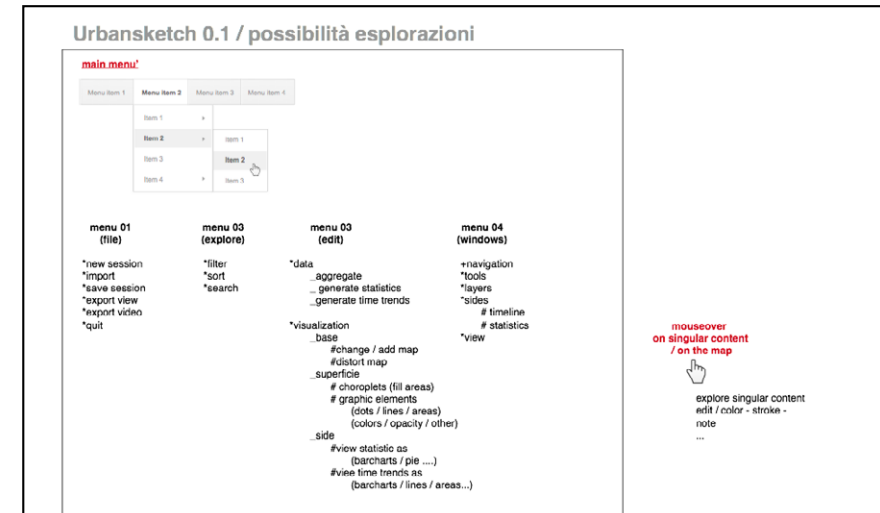 Urbansketch 0.1 / possibilità esplorazioni
main menu'
Menu Item 1 Menu Item 2 Menu Item 3 Menu Item 4
Item 1
Item 2
Item 3
Item 4
Item 1
Item 2
Item 3
menu 01
(file)
*new session
*import
*save session
*export view
*export video
*quit
menu 03
(explore)
*filter
*sort
*search
menu 03
(edit)
*data
_aggregate
_ generate statistics
_generate time trends
*visualization
_base
#change / add map
#distort map
_superficie
# choroplets (fill areas)
# graphic elements
(dots / lines / areas)
(colors / opacity / other)
_side
#view statistic as
(barcharts / pie ....)
#viee time trends as
(barcharts / lines / areas...)
menu 04
(windows)
+navigation
*tools
*layers
*sides
# timeline
# statistics
*view
mouseover
on singular content
/ on the map
explore singular content
edit / color - stroke -
note
...